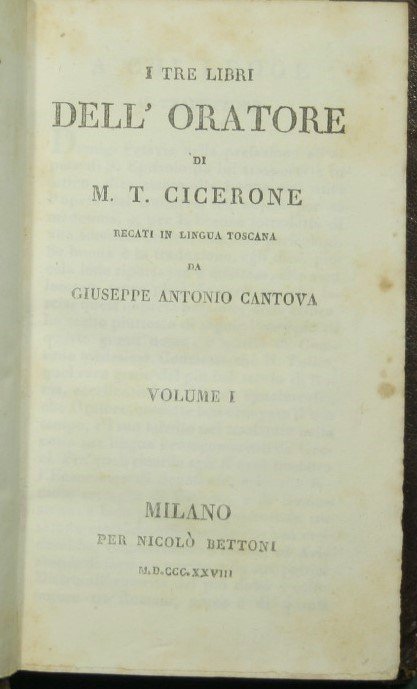 I TRE LIBRI
DELL' ORATORE
DI
M. T. CICERONE
RECATI IN LINGUA TOSCANA
DA
GIUSEPPE ANTONIO CANTOVA
VOLUME I
MILANO
PER NICOLÒ BETTONI
M.D.CCC.XXVIII